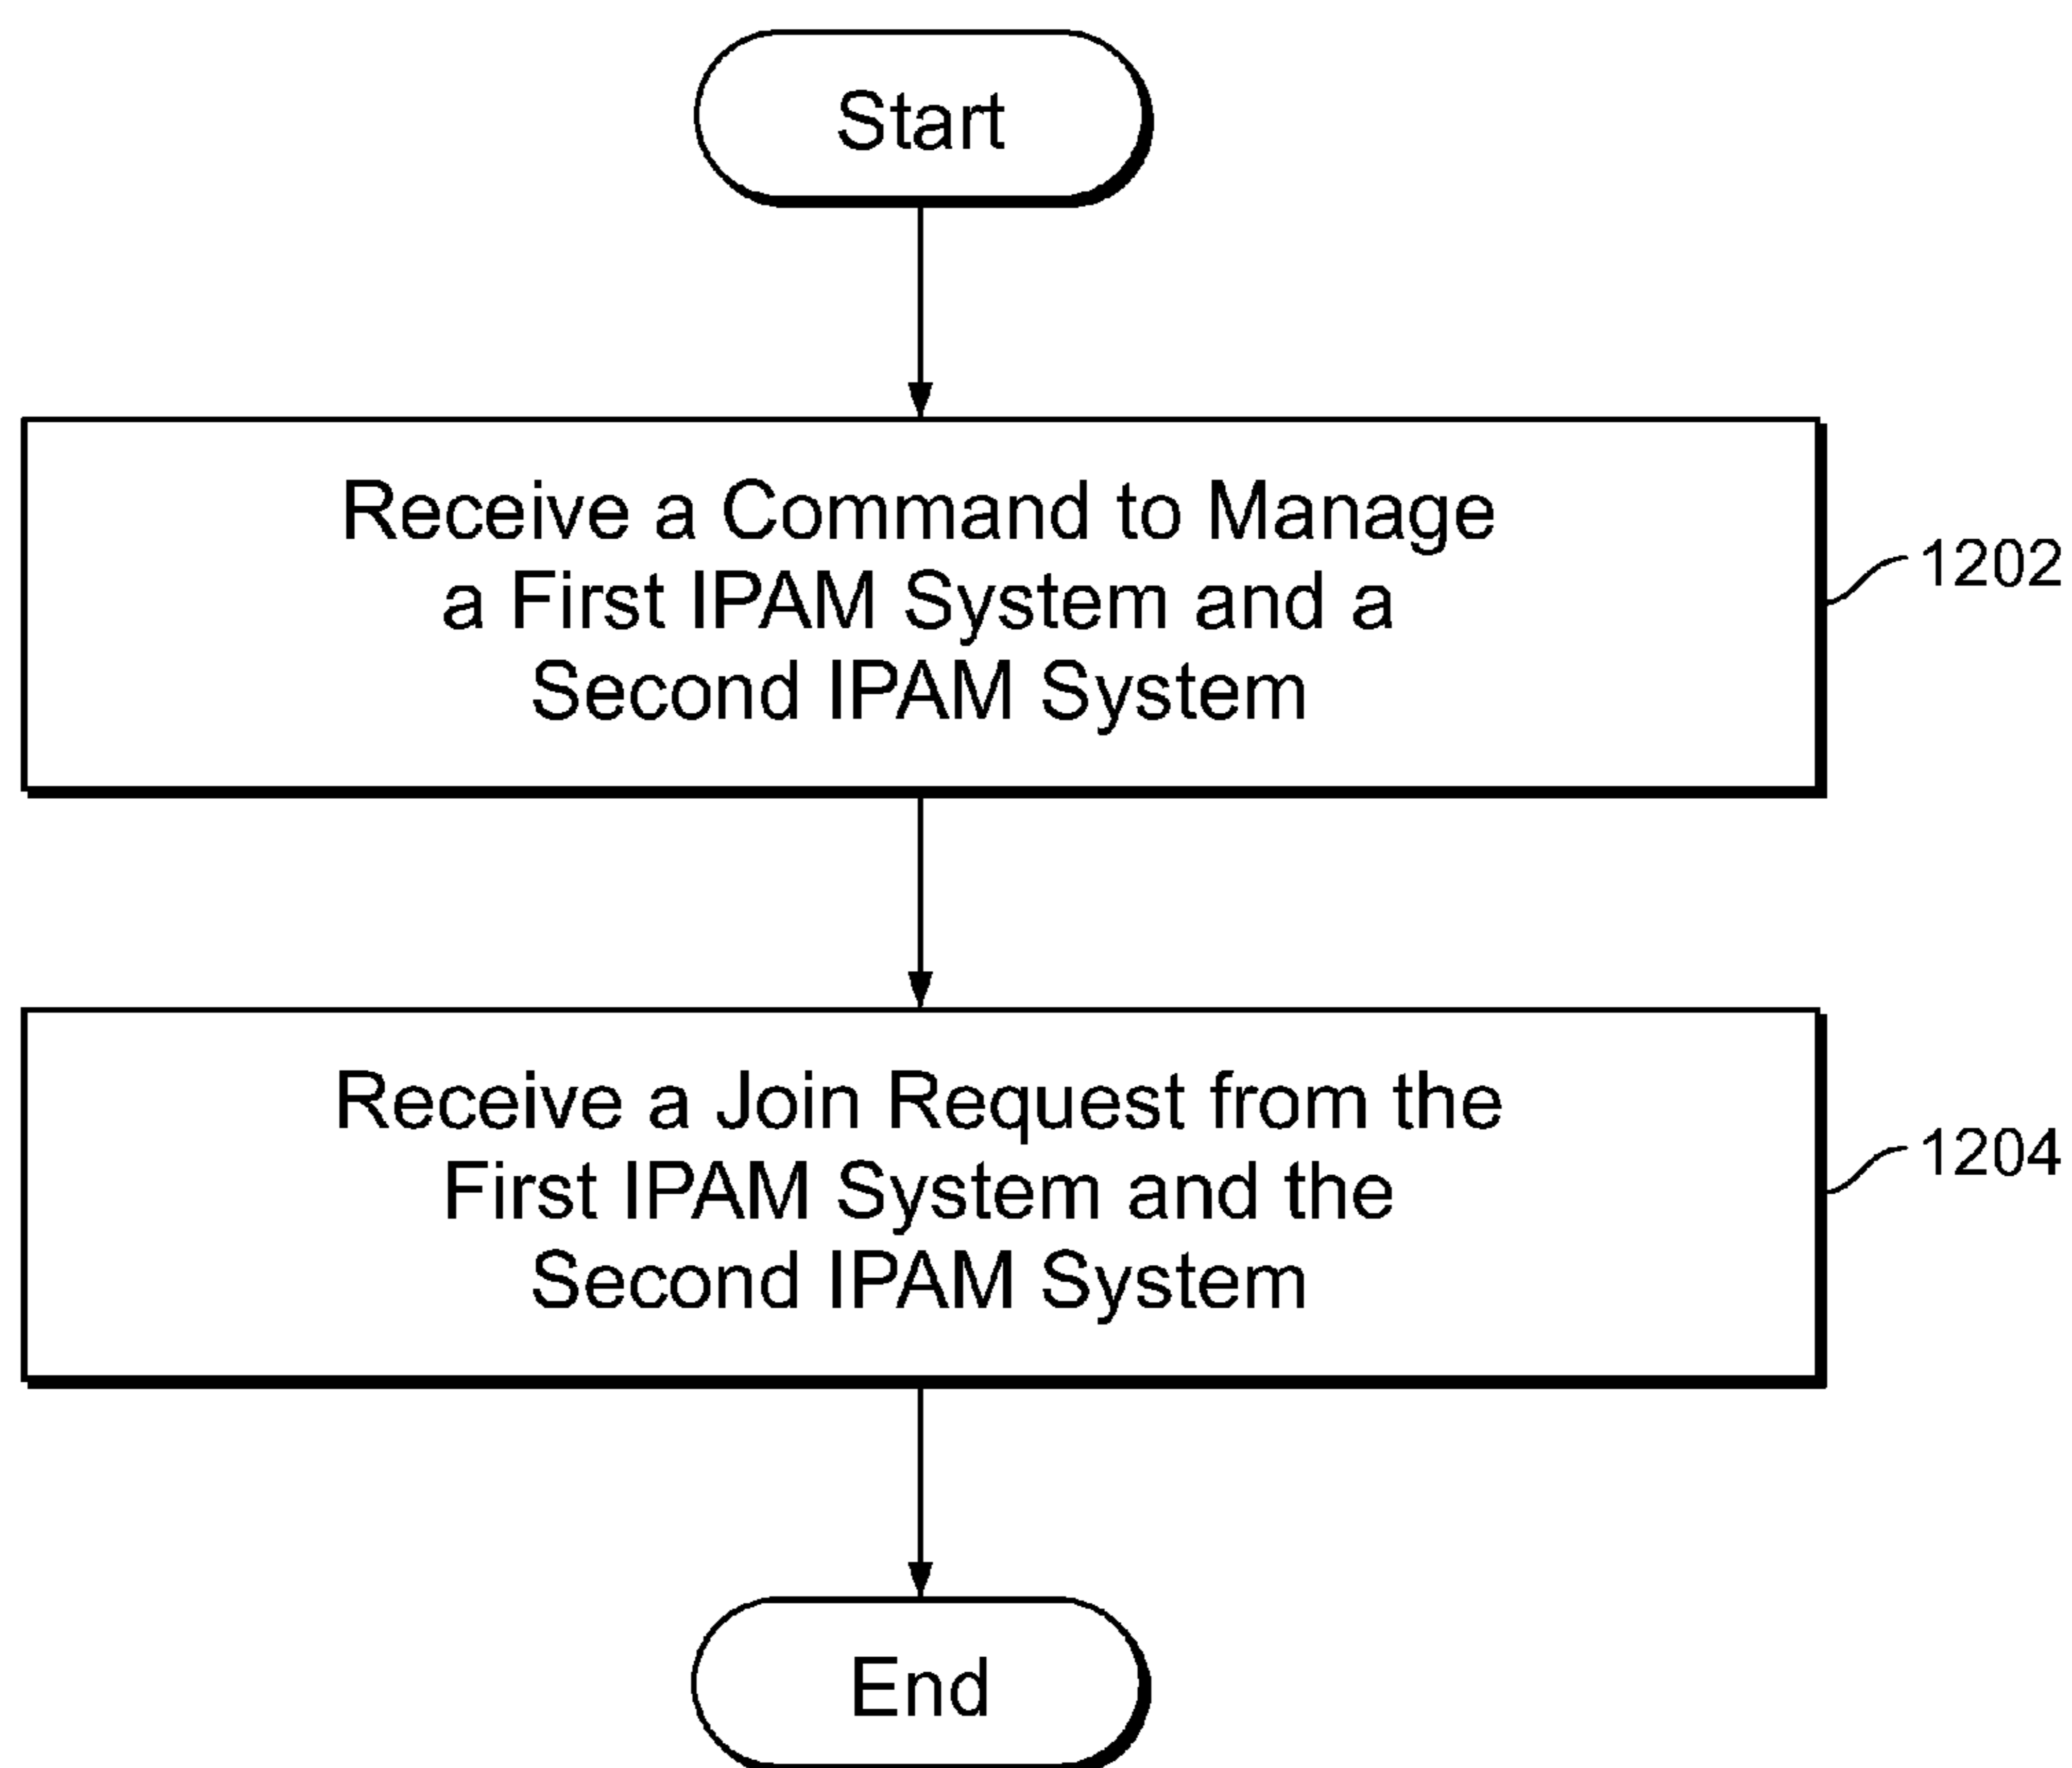 Start
Receive a Command to Manage
a First IPAM System and a
Second IPAM System
1202
Receive a Join Request from the
First IPAM System and the
Second IPAM System
1204
End